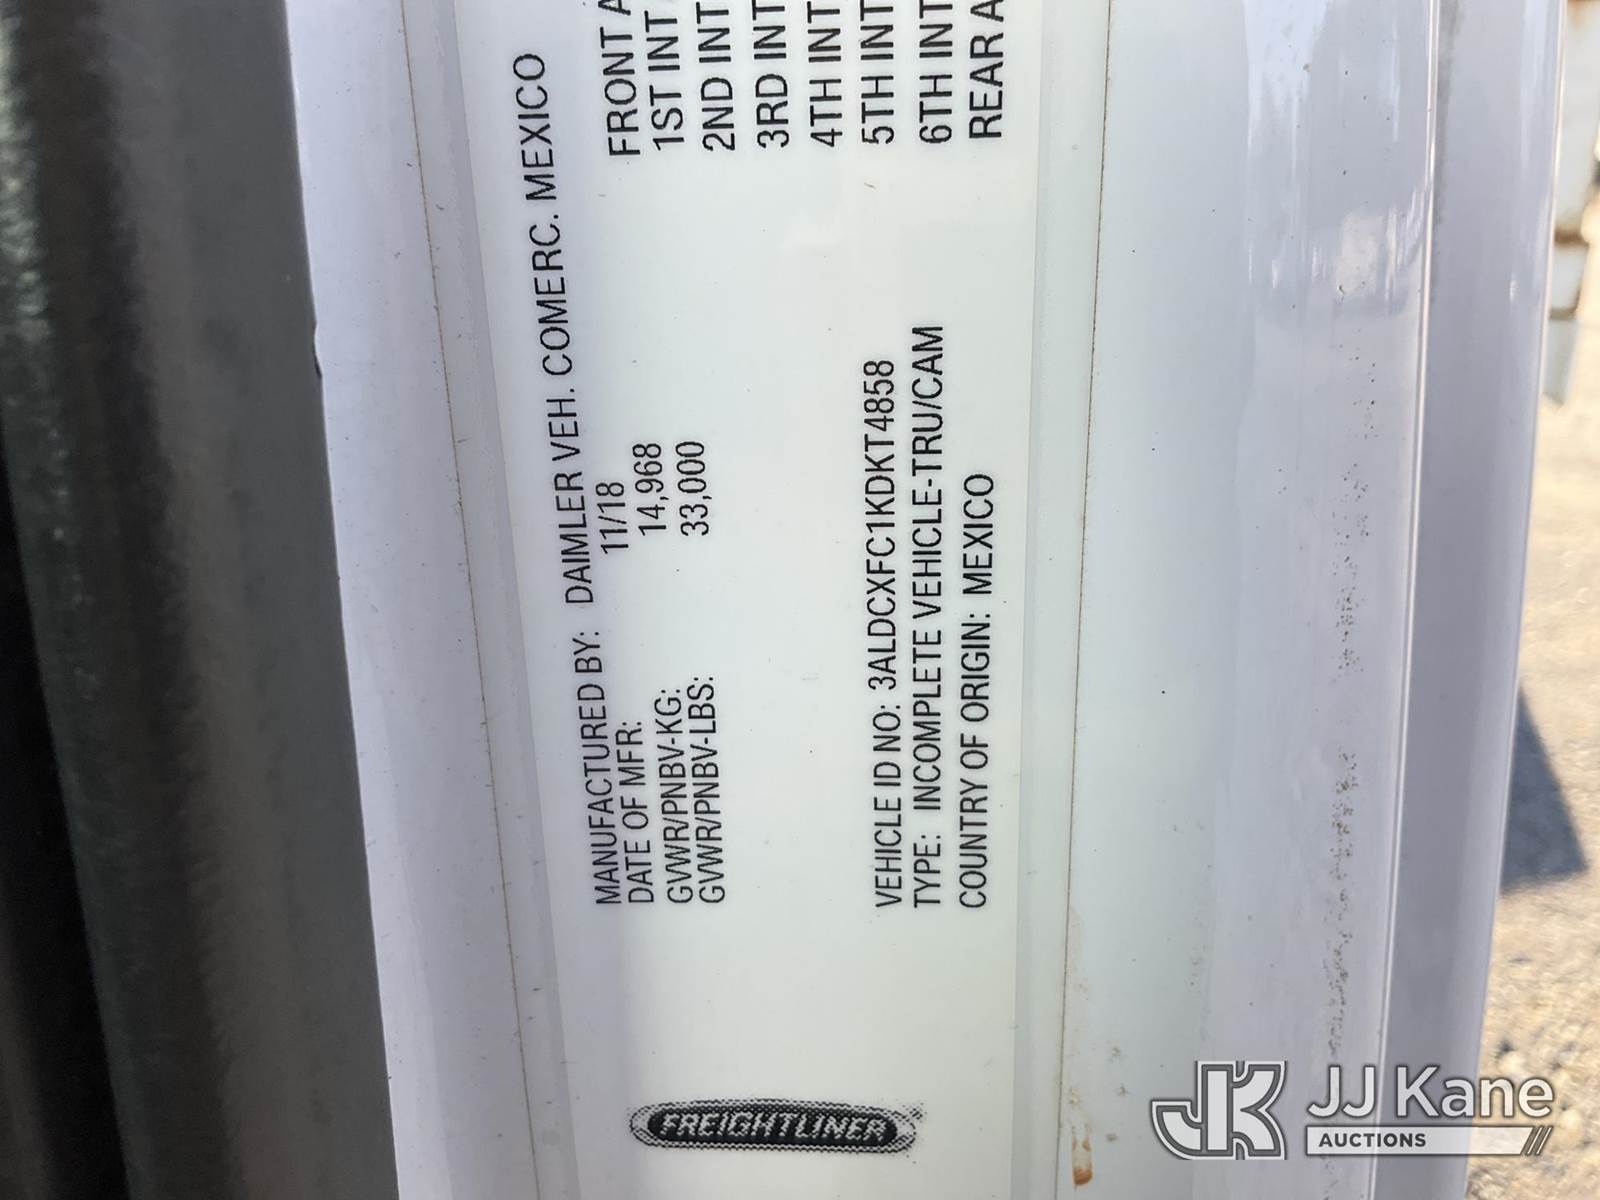 FREIGHTLINER
MANUFACTURED BY: DAIMLER VEH. COMERC. MEXICO
DATE OF MFR: 11/18
GVWR/PNBV-KG: 14,968
GVWR/PNBV-LBS: 33,000
VEHICLE ID NO: 3ALDCXFC1KDKT4858
TYPE: INCOMPLETE VEHICLE-TRU/CAM
COUNTRY OF ORIGIN: MEXICO
FRONT A
1ST INT
2ND INT
3RD INT
4TH INT
5TH INT
6TH INT
REAR A
JK JJ Kane
AUCTIONS